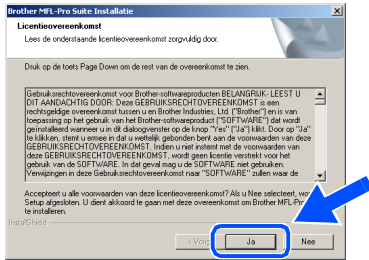 Brother MFL-Pro Suite Installatie
Licentieovereenkomst
Lees de onderstaande licentieovereenkomst zorgvuldig door.
Druk op de toets Page Down om de rest van de overeenkomst te zien.
Gebruiksrechtovereenkomst voor Brother-softwareproducten BELANGRIJK- LEEST U
DIT AANDACHTIG DOOR: Deze GEBRUIKSRECHTOVEREENKOMST is een
rechtsgeldige overeenkomst tussen u en Brother Industries, Ltd. ("Brother") en is van
toepassing op het gebruik van het Brother-softwareproduct ("SOFTWARE") dat wordt
geïnstalleerd wanneer u in dit dialoogvenster op de knop "Yes" ("Ja") klikt. Door op "Ja"
te klikken, stemt u ermee in dat u wettelijk gebonden bent aan de voorwaarden van deze
GEBRUIKSRECHTOVEREENKOMST. Indien u niet instemt met de voorwaarden van
deze GEBRUIKSRECHTOVEREENKOMST, wordt geen licentie verstrekt voor het
gebruik van de SOFTWARE. In dat geval mag u de SOFTWARE niet gebruiken.
Verwijzingen in deze Gebruiksrechtovereenkomst naar "SOFTWARE" zullen waar de
Accepteert u alle voorwaarden van deze licentieovereenkomst? Als u Nee selecteert, wor
Setup afgesloten. U dient akkoord te gaan met deze overeenkomst om Brother MFL-Pro
te installeren.
InstallShield
< Vorig
Ja
Nee